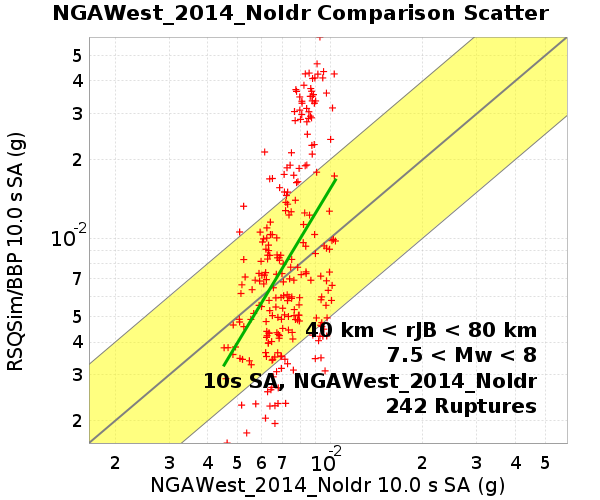 NGAWest_2014_NoIdr Comparison Scatter
RSQSim/BBP 10.0 s SA (g)
5
4
3
2
10-2
7
5
4
3
2
40 km < rJB < 80 km
7.5 < Mw < 8
10s SA, NGAWest_2014_NoIdr
242 Ruptures
2 3 4 5 6 7 10-2 2 3 4 5
NGAWest_2014_NoIdr 10.0 s SA (g)